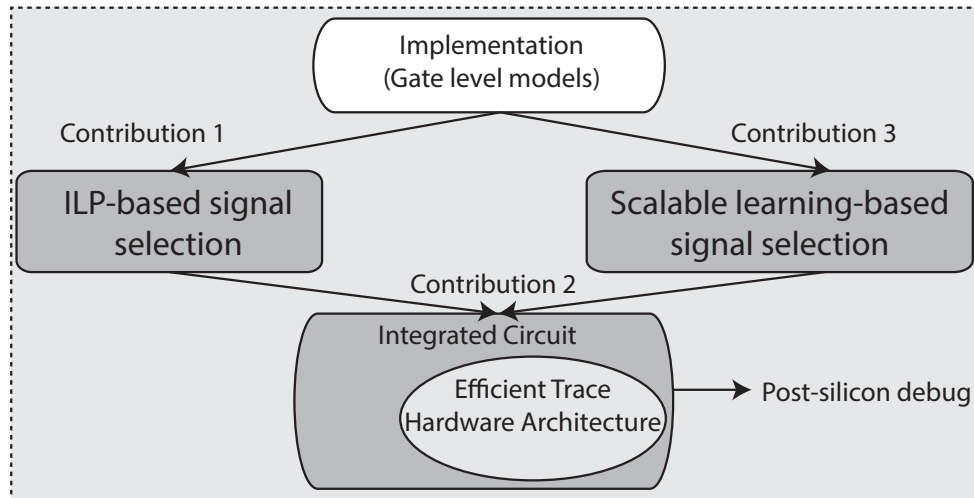 Implementation
(Gate level models)
Contribution 1
Contribution 3
ILP-based signal
selection
Scalable learning-based
signal selection
Contribution 2
Integrated Circuit
Efficient Trace
Hardware Architecture
Post-silicon debug